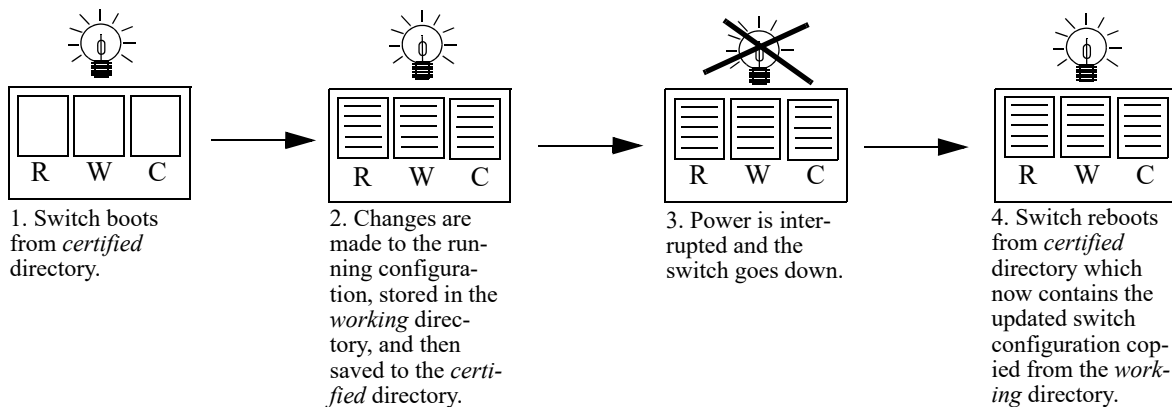 R W C
1. Switch boots
from certified
directory.
R W C
2. Changes are
made to the run-
ning configura-
tion, stored in the
working direc-
tory, and then
saved to the certi-
fied directory.
R W C
3. Power is inter-
rupted and the
switch goes down.
R W C
4. Switch reboots
from certified
directory which
now contains the
updated switch
configuration cop-
ied from the work-
ing directory.